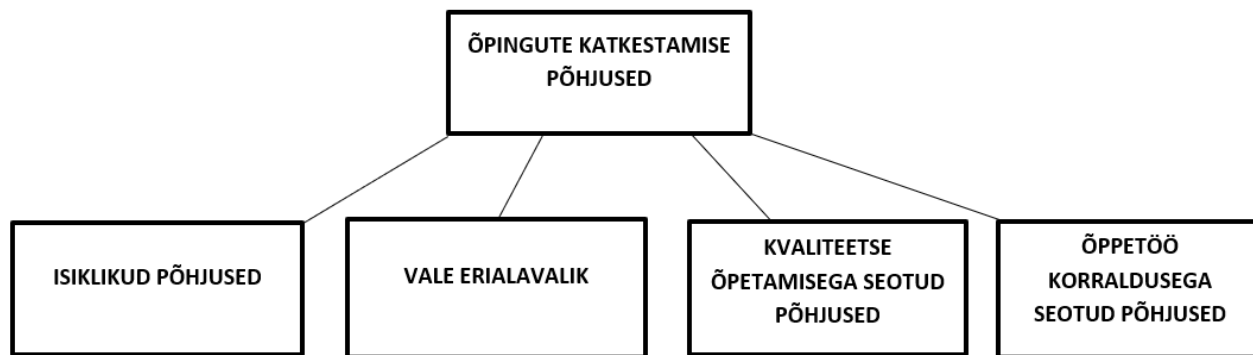 ÕPINGUTE KATKESTAMISE
PÕHJUSED
ISIKLIKUD PÕHJUSED
VALE ERIALAVALIK
KVALITEETSE
ÕPETAMISEGA SEOTUD
PÕHJUSED
ÕPPETÖÖ
KORRALDUSEGA
SEOTUD PÕHJUSED